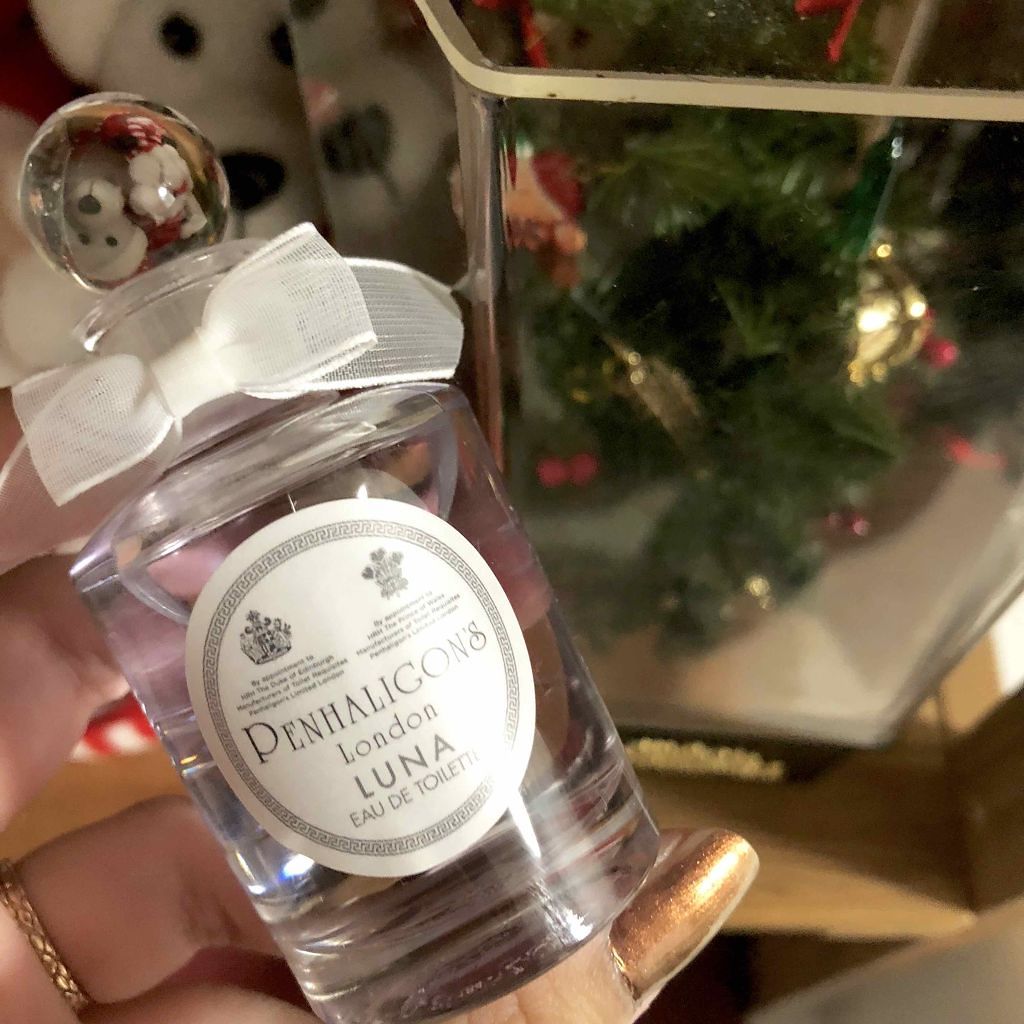 By appointment to
HRH The Duke of Edinburgh
Manufacturers of Toilet Requisites
Penhaligon's Limited London
By appointment to
HRH The Prince of Wales
Manufacturers of Toilet Requisites
Penhaligon's Limited London
PENHALIGON'S
London
LUNA
EAU DE TOILETTE